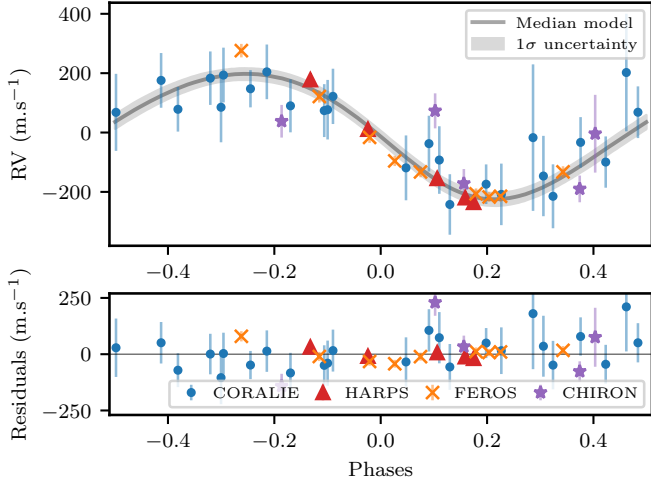 400
200
0
−200
RV (m.s⁻¹)
Median model
1σ uncertainty
−0.4
−0.2
0.0
0.2
0.4
250
0
−250
Residuals (m.s⁻¹)
CORALIE
HARPS
FEROS
CHIRON
−0.4
−0.2
0.0
0.2
0.4
Phases